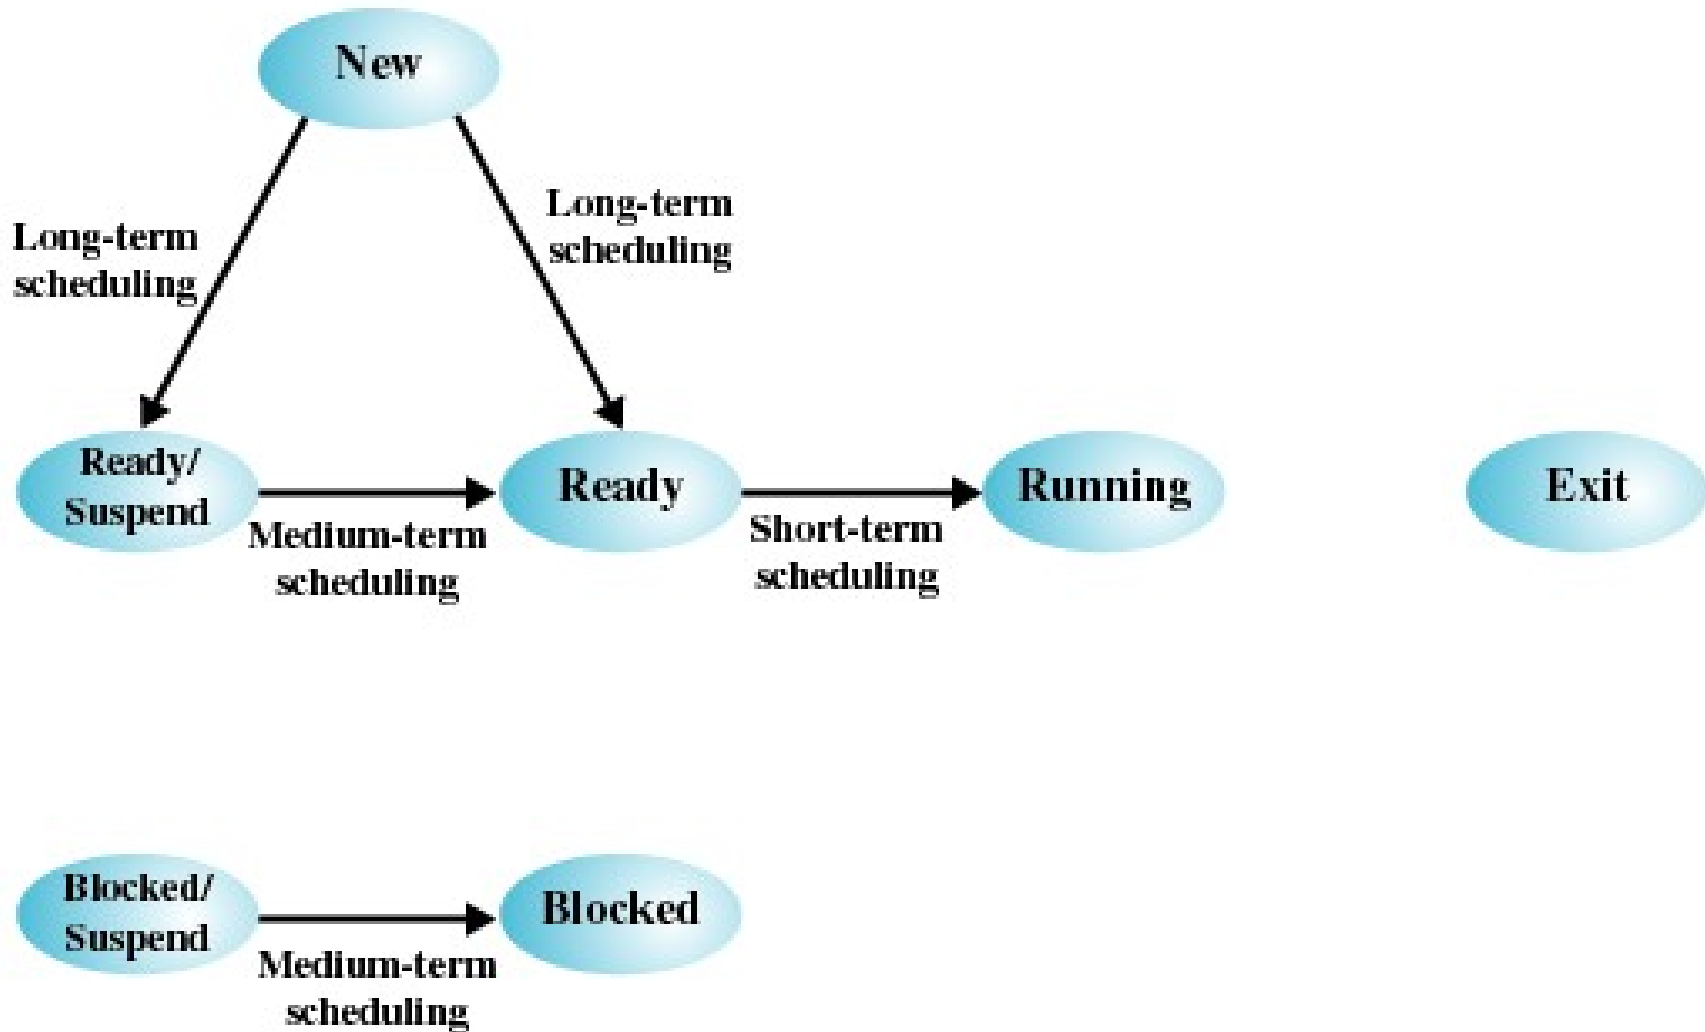 New
Long-term
scheduling
Long-term
scheduling
Ready/
Suspend
Medium-term
scheduling
Ready
Short-term
scheduling
Running
Exit
Blocked/
Suspend
Medium-term
scheduling
Blocked